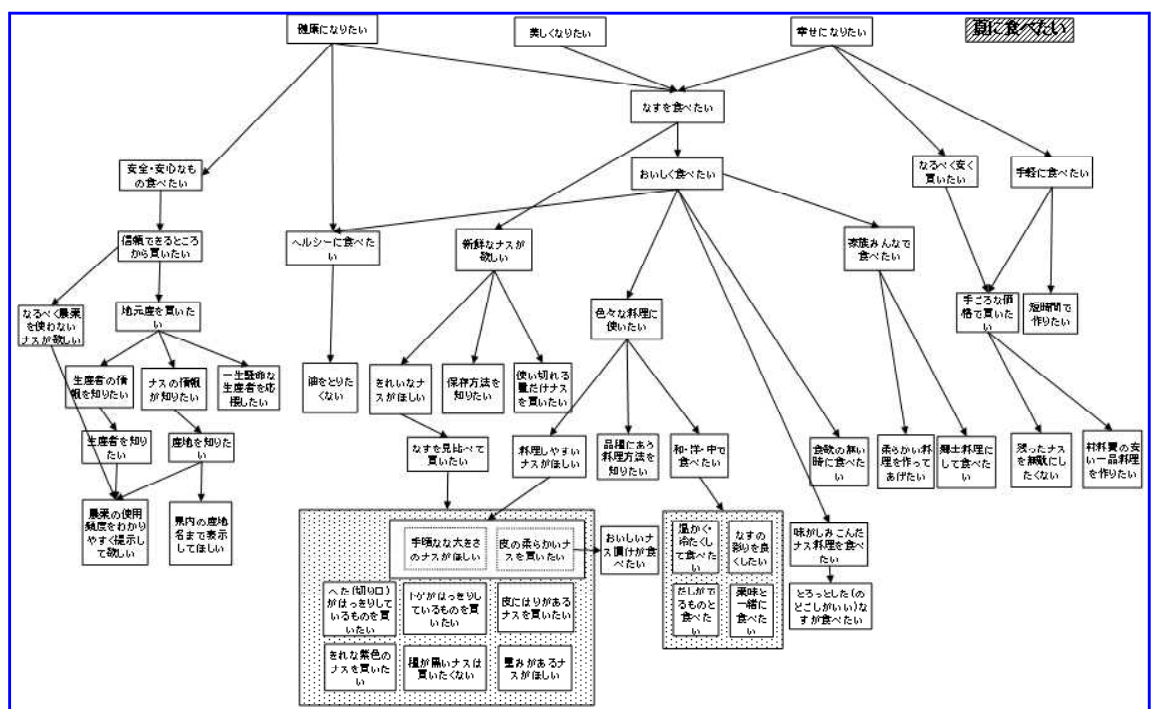 健康になりたい
美しくなりたい
幸せになりたい
夏に食べたい
なすを食べたい
安全・安心なも
の食べたい
おいしく食べたい
なるべく安く
買いたい
手軽に食べたい
信頼できるところ
から買いたい
ヘルシーに食べた
い
新鮮なナスが
欲しい
家族みんなで
食べたい
なるべく農薬
を使わない
ナスが欲しい
地元産を買いた
い
色々な料理に
使いたい
手ごろな価
格で買いたい
短時間で
作りたい
生産者の情
報を知りたい
ナスの情報
が知りたい
一生懸命な
生産者を応
援したい
油をとりた
くない
きれいなナ
スがほしい
保存方法を
知りたい
使い切れる
量だけナス
を買いたい
生産者を知り
たい
産地を知りた
い
なすを見比べて
買いたい
料理しやすい
ナスがほしい
品種にあう
料理方法を
知りたい
和・洋・中で
食べたい
食欲の無い
時に食べたい
柔らかい料
理を作って
あげたい
郷土料理に
して食べたい
残ったナス
を無駄にし
たくない
材料費の安
い一品料理
を作りたい
農薬の使用
頻度をわかり
やすく提示し
て欲しい
県内の産地
名まで表示
してほしい
手頃なな大きさ
のナスがほしい
皮の柔らかいナ
スを買いたい
おいしいナ
ス漬けが食
べたい
温かく・
冷たくし
て食べた
い
なすの
彩りを良
くしたい
味がしみこんだ
ナス料理を食べ
たい
へた(切り口)
がはっきりして
いるものを買
いたい
トゲがはっきりし
ているものを買
いたい
皮にはりがある
ナスを買いたい
だしがで
るものと
食べたい
薬味と
一緒に
食べた
い
とろっとした(の
どこしがいい)な
すが食べたい
きれな紫色の
ナスを買いた
い
種が黒いナスは
買いたくない
重みがあるナ
スがほしい